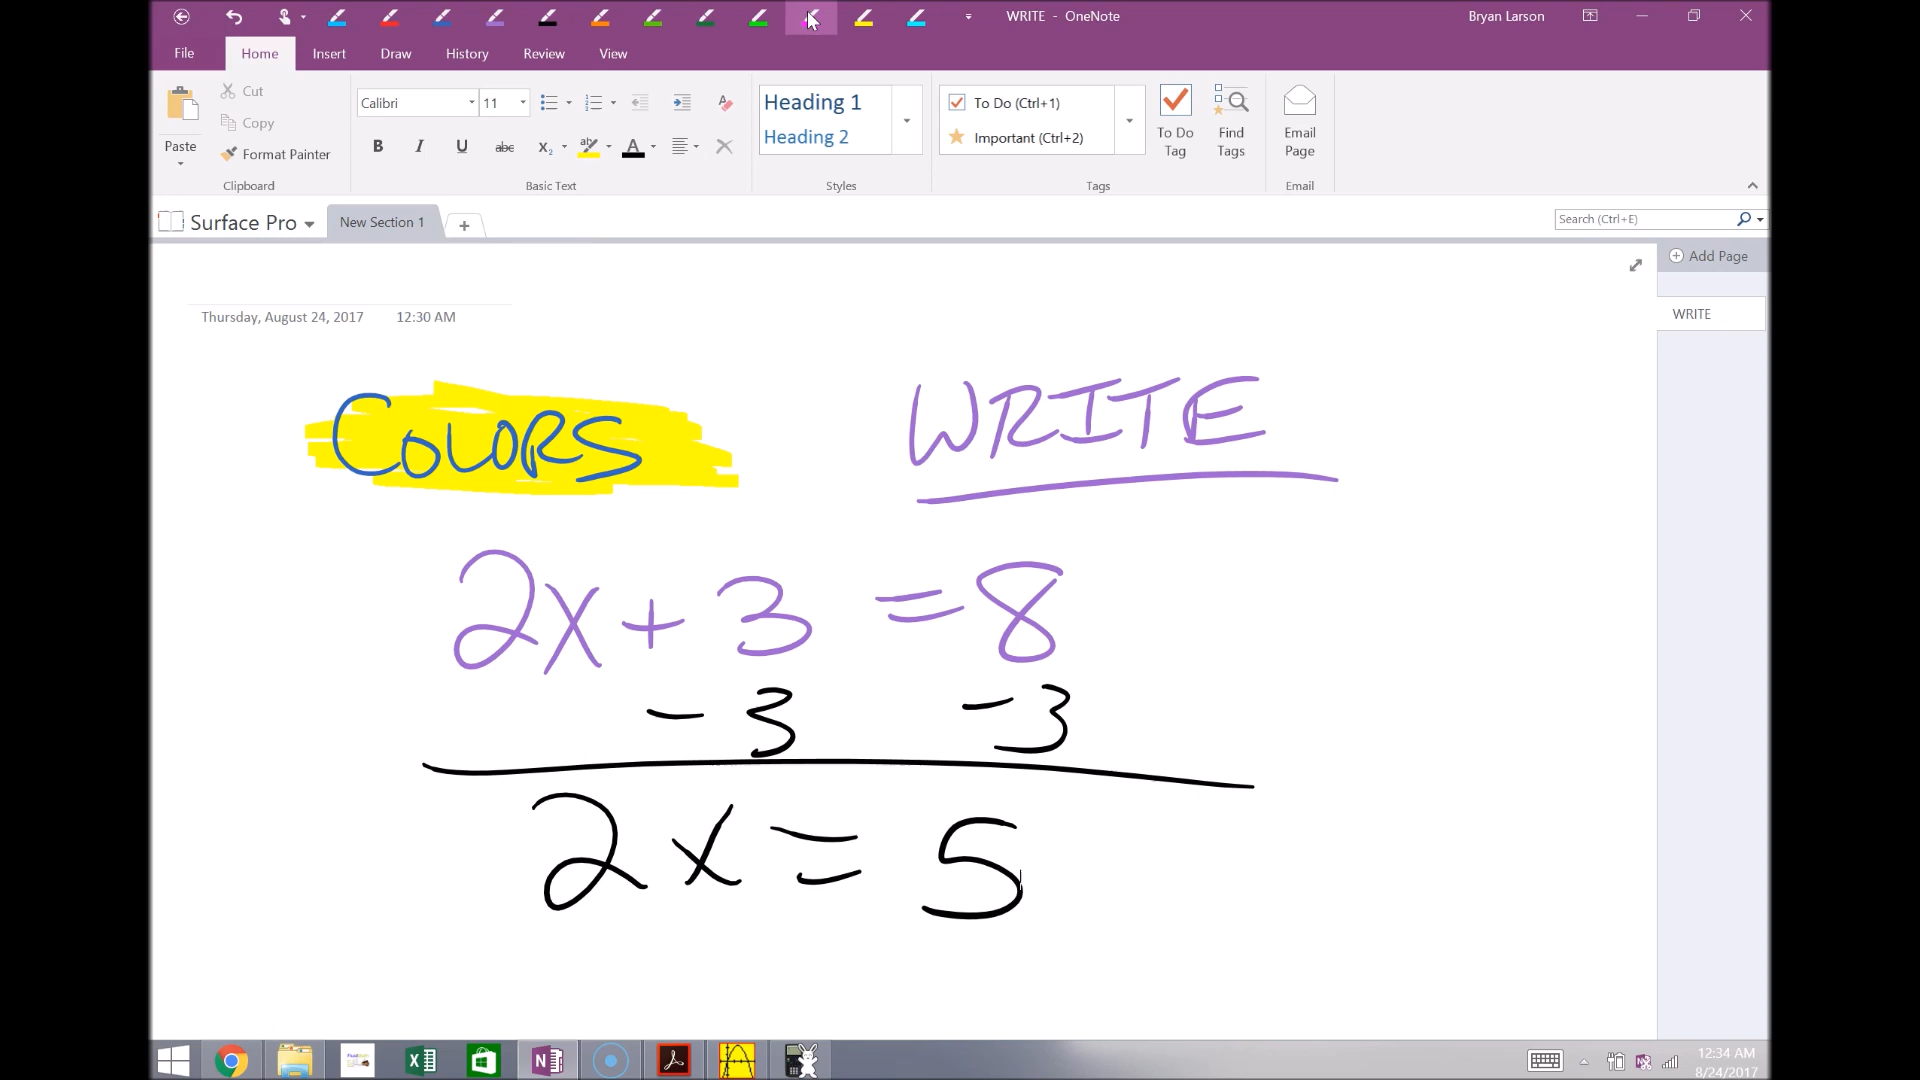 WRITE - OneNote
Bryan Larson
File Home Insert Draw History Review View
Cut
Calibri 11
Heading 1
To Do (Ctrl+1)
Copy
Paste
To Do Tag
Find Tags
Email Page
Format Painter
B I U abc X₂ ab A
Heading 2
Important (Ctrl+2)
Clipboard Basic Text Styles Tags Email
Surface Pro New Section 1 +
Search (Ctrl+E)
Add Page
WRITE
Thursday, August 24, 2017 12:30 AM
COLORS WRITE
2x + 3 = 8
- 3 - 3
2x = 5
12:34 AM
8/24/2017